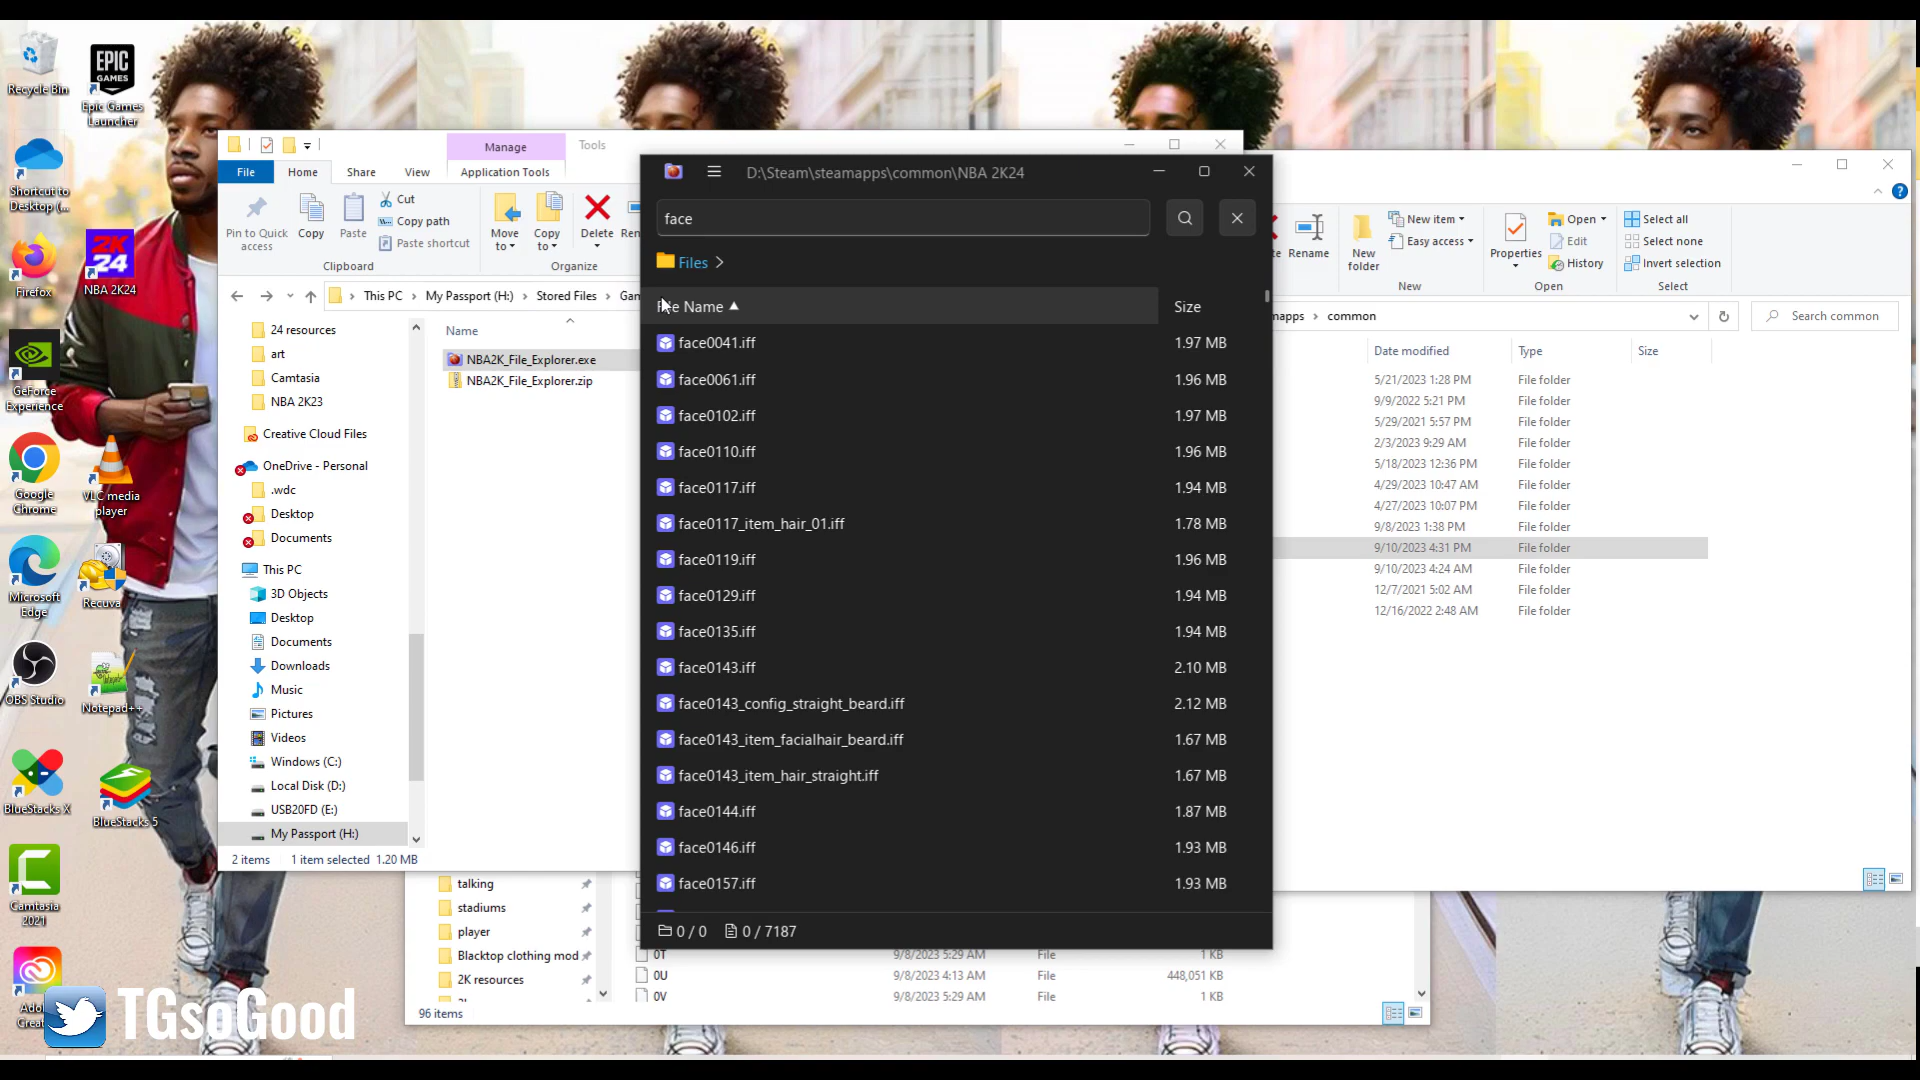 Recycle Bin
EPIC GAMES
Epic Games Launcher
Shortcut to Desktop (...
Firefox
2K 24
NBA 2K24
GeForce Experience
Google Chrome
VLC media player
Microsoft Edge
Recuva
OBS Studio
Notepad++
BlueStacks X
BlueStacks 5
Camtasia 2021
TGsoGood
Manage
Tools
File
Home
Share
View
Application Tools
Pin to Quick access
Copy
Paste
Cut
Copy path
Paste shortcut
Move to
Copy to
Delete
Ren
Clipboard
Organize
This PC > My Passport (H:) > Stored Files > Gan
24 resources
art
Camtasia
NBA 2K23
Creative Cloud Files
OneDrive - Personal
.wdc
Desktop
Documents
This PC
3D Objects
Desktop
Documents
Downloads
Music
Pictures
Videos
Windows (C:)
Local Disk (D:)
USB20FD (E:)
My Passport (H:)
2 items 1 item selected 1.20 MB
Name
NBA2K_File_Explorer.exe
NBA2K_File_Explorer.zip
D:\Steam\steamapps\common\NBA 2K24
face
Files >
File Name Size
face0041.iff 1.97 MB
face0061.iff 1.96 MB
face0102.iff 1.97 MB
face0110.iff 1.96 MB
face0117.iff 1.94 MB
face0117_item_hair_01.iff 1.78 MB
face0119.iff 1.96 MB
face0129.iff 1.94 MB
face0135.iff 1.94 MB
face0143.iff 2.10 MB
face0143_config_straight_beard.iff 2.12 MB
face0143_item_facialhair_beard.iff 1.67 MB
face0143_item_hair_straight.iff 1.67 MB
face0144.iff 1.87 MB
face0146.iff 1.93 MB
face0157.iff 1.93 MB
0 / 0 0 / 7187
te
Rename
New folder
New item
Easy access
Properties
Open
Edit
History
Select all
Select none
Invert selection
New
Open
Select
mapps > common
Search common
Date modified Type Size
5/21/2023 1:28 PM File folder
9/9/2022 5:21 PM File folder
5/29/2021 5:57 PM File folder
2/3/2023 9:29 AM File folder
5/18/2023 12:36 PM File folder
4/29/2023 10:47 AM File folder
4/27/2023 10:07 PM File folder
9/8/2023 1:38 PM File folder
9/10/2023 4:31 PM File folder
9/10/2023 4:24 AM File folder
12/7/2021 5:02 AM File folder
12/16/2022 2:48 AM File folder
talking
stadiums
player
Blacktop clothing mod
2K resources
0T 9/8/2023 5:29 AM File 1 KB
0U 9/8/2023 4:13 AM File 448,051 KB
0V 9/8/2023 5:29 AM File 1 KB
96 items